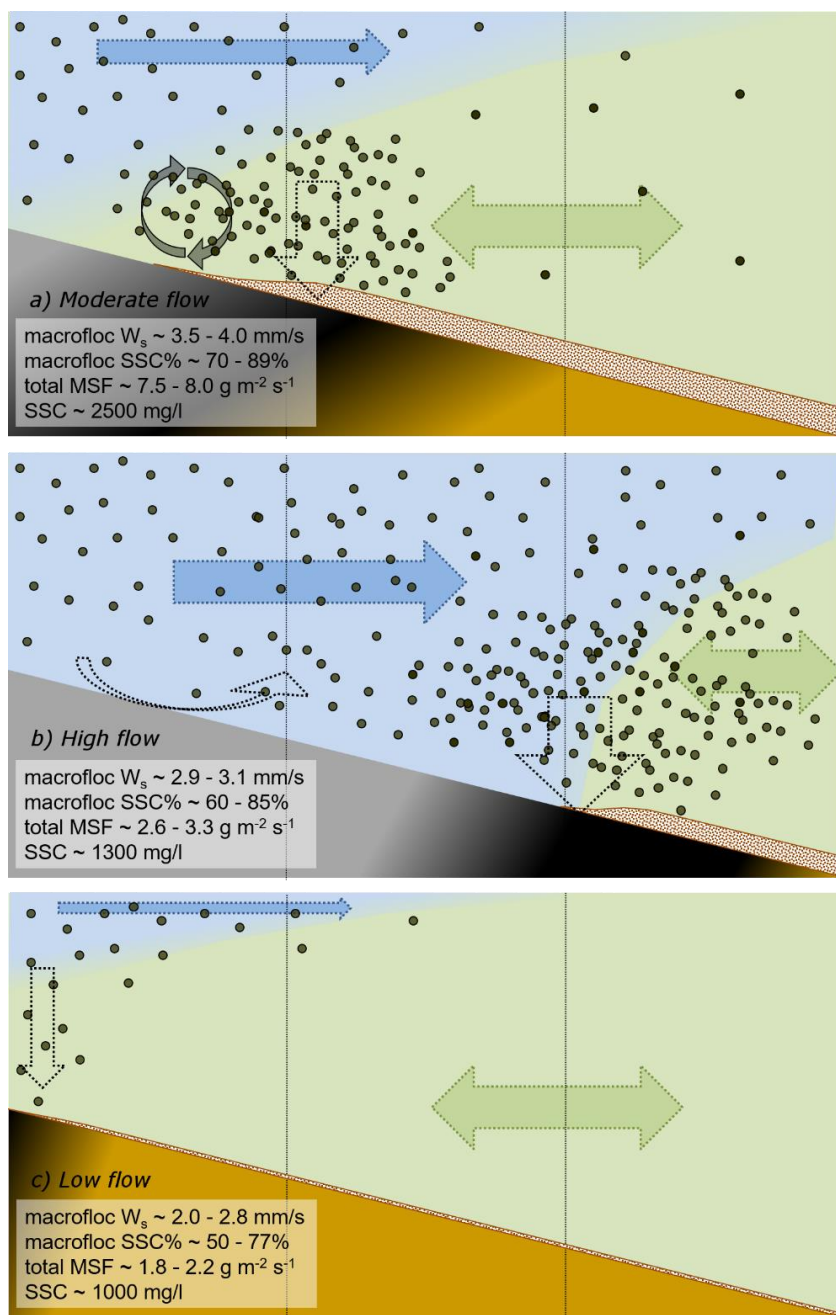 a) Moderate flow
macrofloc Ws ~ 3.5 - 4.0 mm/s
macrofloc SSC% ~ 70 - 89%
total MSF ~ 7.5 - 8.0 g m-2 s-1
SSC ~ 2500 mg/l
b) High flow
macrofloc Ws ~ 2.9 - 3.1 mm/s
macrofloc SSC% ~ 60 - 85%
total MSF ~ 2.6 - 3.3 g m-2 s-1
SSC ~ 1300 mg/l
c) Low flow
macrofloc Ws ~ 2.0 - 2.8 mm/s
macrofloc SSC% ~ 50 - 77%
total MSF ~ 1.8 - 2.2 g m-2 s-1
SSC ~ 1000 mg/l